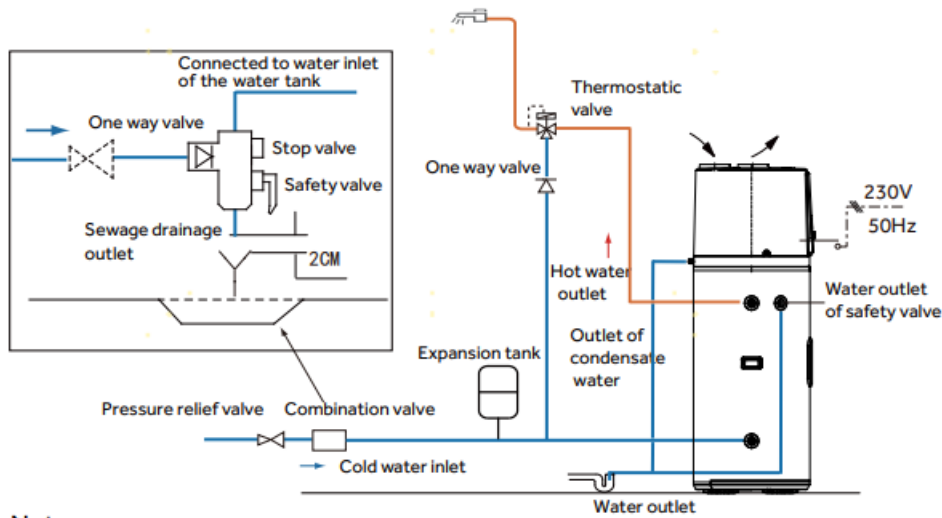 Connected to water inlet
of the water tank
One way valve
Stop valve
Safety valve
Sewage drainage
outlet
2CM
Thermostatic
valve
One way valve
230V
50Hz
Hot water
outlet
Water outlet
of safety valve
Outlet of
condensate
water
Expansion tank
Pressure relief valve
Combination valve
Cold water inlet
Water outlet